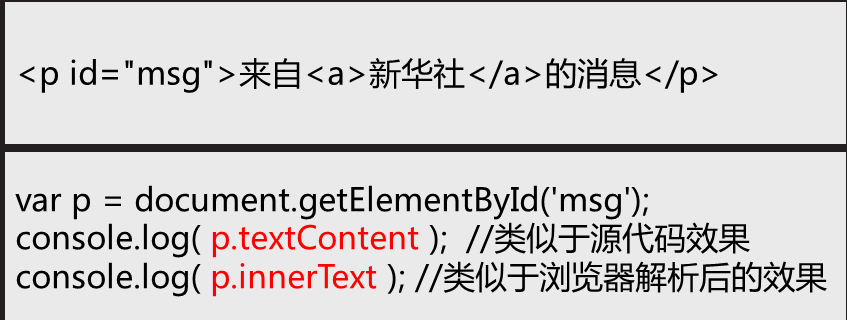 <p id="msg">来自<a>新华社</a>的消息</p>
var p = document.getElementById('msg');
console.log( p.textContent );  //类似于源代码效果
console.log( p.innerText ); //类似于浏览器解析后的效果